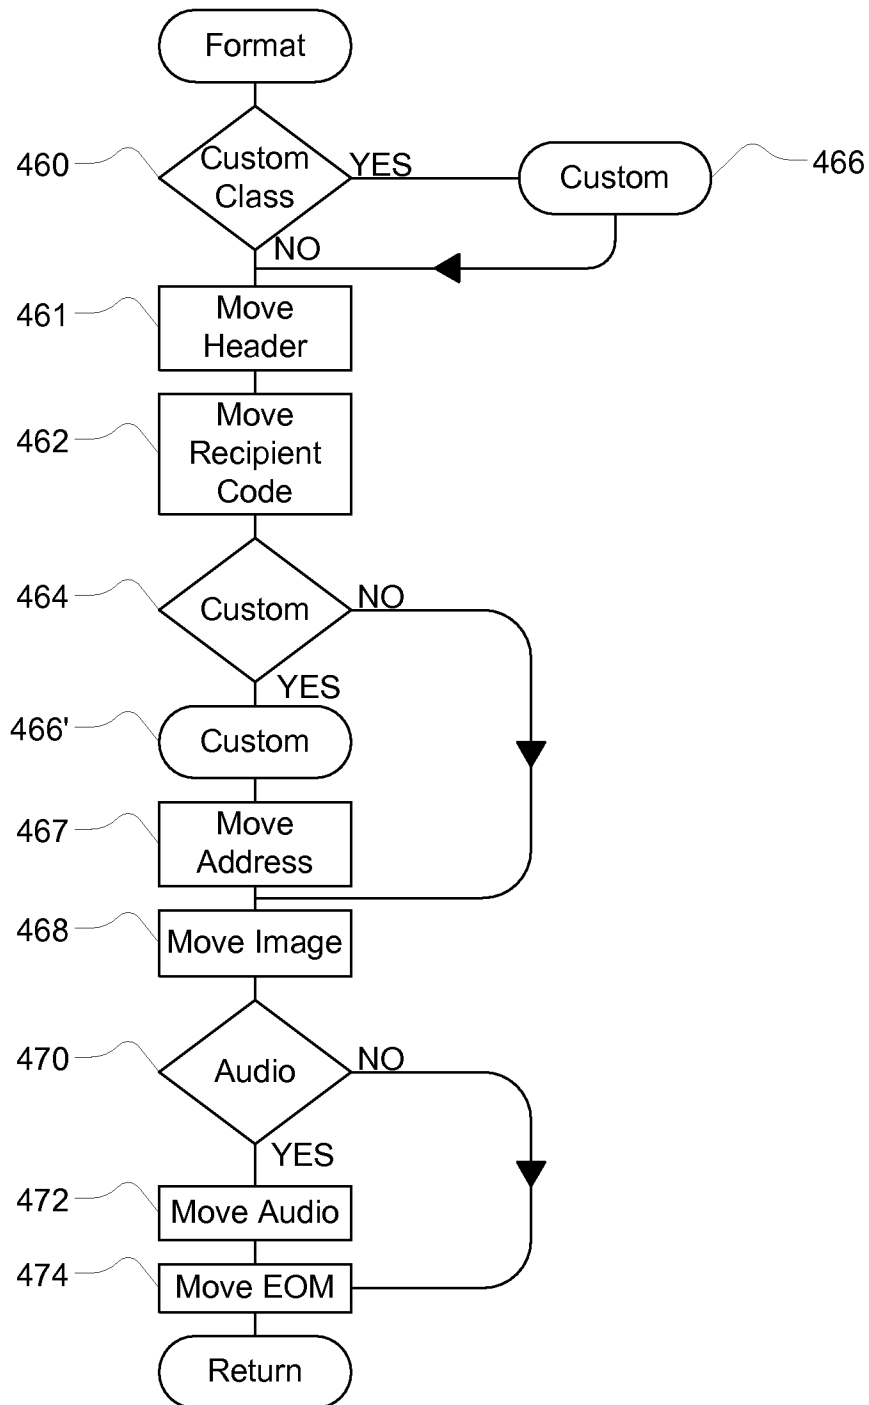 Format
460
Custom
Class
YES
Custom
466
NO
461
Move
Header
462
Move
Recipient
Code
464
Custom
NO
YES
466'
Custom
467
Move
Address
468
Move Image
470
Audio
NO
YES
472
Move Audio
474
Move EOM
Return